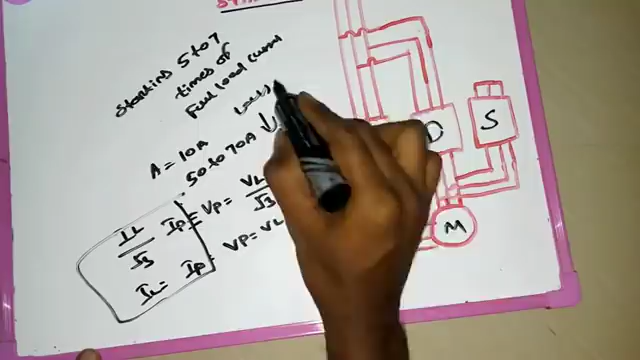 Starting 5 to 7
times of
Full load current
A = 10A
50 to 70A
VP = VL/√3
VP = VL
IL/√3 IP =
IL = IP
D
S
M